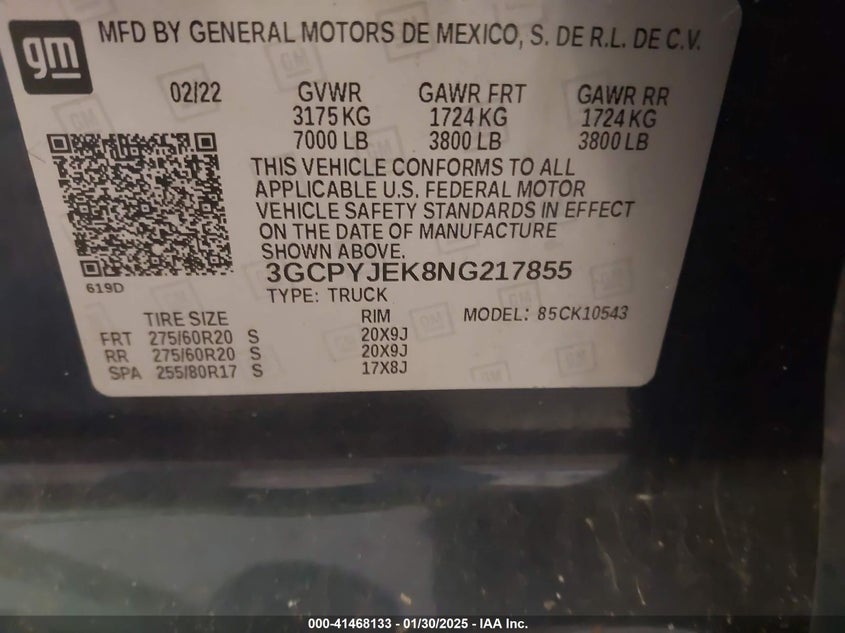 gm
MFD BY GENERAL MOTORS DE MEXICO, S. DE R.L. DE C.V.
02/22 GVWR GAWR FRT GAWR RR
3175 KG 1724 KG 1724 KG
7000 LB 3800 LB 3800 LB
THIS VEHICLE CONFORMS TO ALL
APPLICABLE U.S. FEDERAL MOTOR
VEHICLE SAFETY STANDARDS IN EFFECT
ON THE DATE OF MANUFACTURE
SHOWN ABOVE.
619D
3GCPYJEK8NG217855
TYPE: TRUCK
TIRE SIZE RIM MODEL: 85CK10543
FRT 275/60R20 S 20X9J
RR 275/60R20 S 20X9J
SPA 255/80R17 S 17X8J
000-41468133 - 01/30/2025 - IAA Inc.